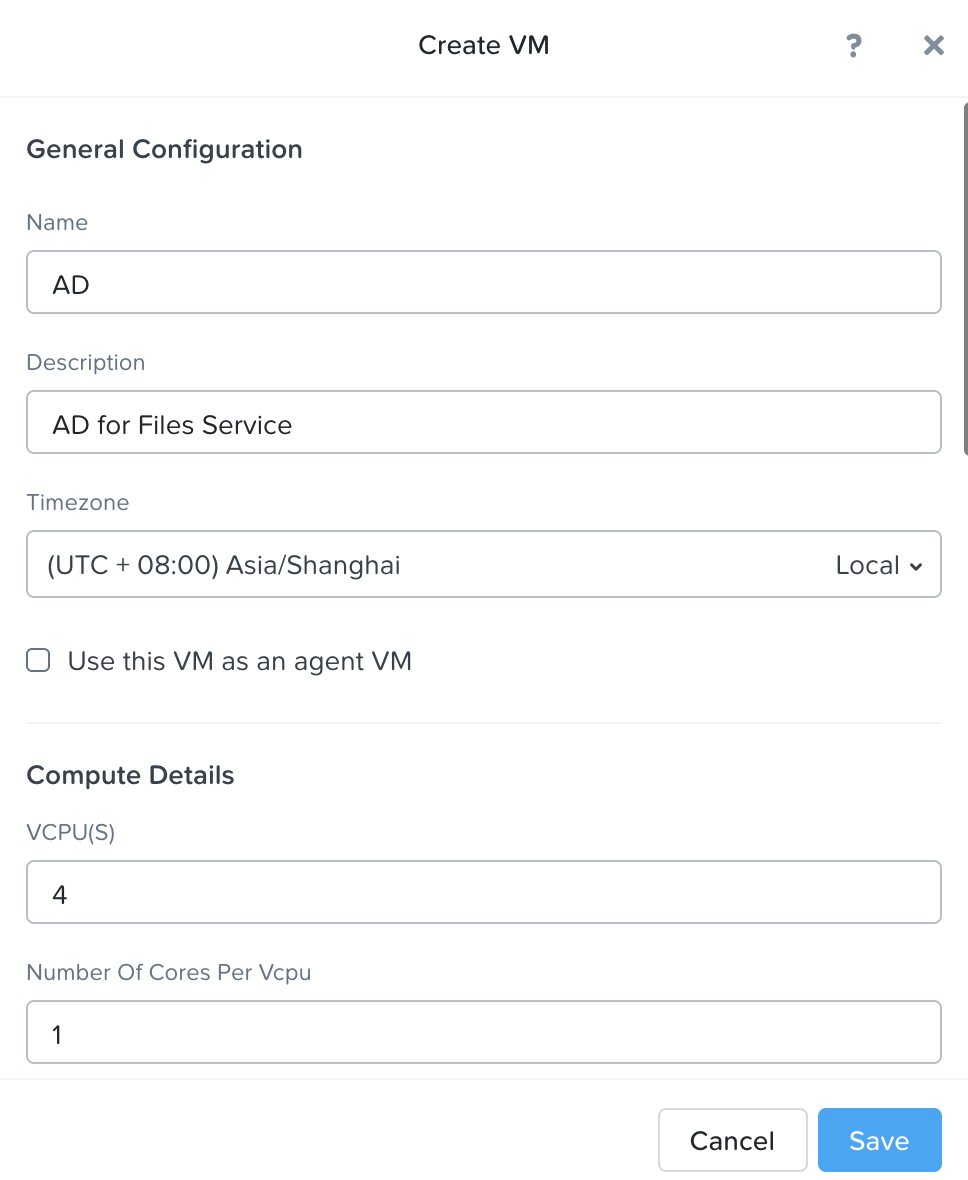 Create VM ?
General Configuration
Name
AD
Description
AD for Files Service
Timezone
(UTC + 08:00) Asia/Shanghai Local
Use this VM as an agent VM
Compute Details
VCPU(S)
4
Number Of Cores Per Vcpu
1
Cancel Save